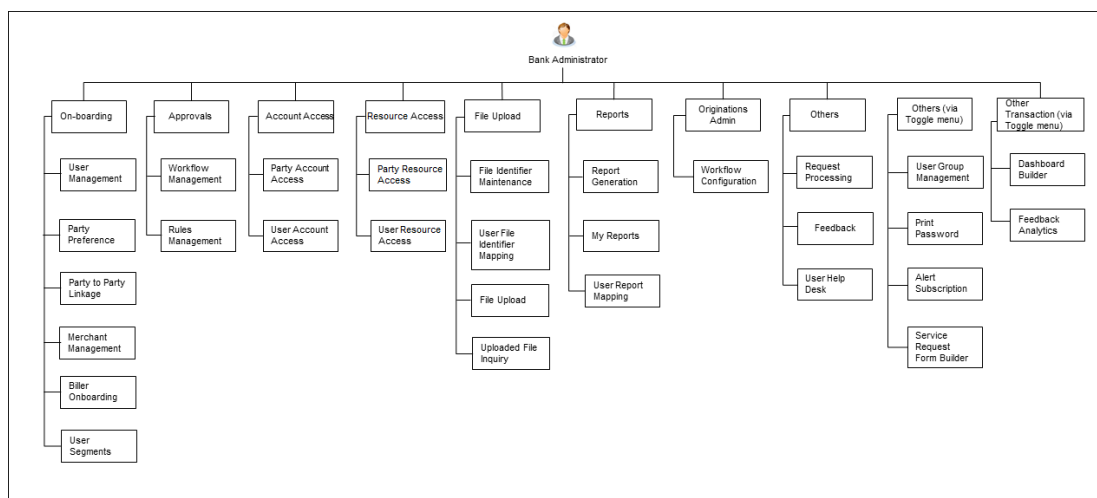 Bank Administrator
On-boarding
User
Management
Party
Preference
Party to Party
Linkage
Merchant
Management
Biller
Onboarding
User
Segments
Approvals
Workflow
Management
Rules
Management
Account Access
Party Account
Access
User Account
Access
Resource Access
Party Resource
Access
User Resource
Access
File Upload
File Identifier
Maintenance
User File
Identifier
Mapping
File Upload
Uploaded File
Inquiry
Reports
Report
Generation
My Reports
User Report
Mapping
Originations
Admin
Workflow
Configuration
Others
Request
Processing
Feedback
User Help
Desk
Others (via
Toggle menu)
User Group
Management
Print
Password
Alert
Subscription
Service
Request
Form Builder
Other
Transaction (via
Toggle menu)
Dashboard
Builder
Feedback
Analytics